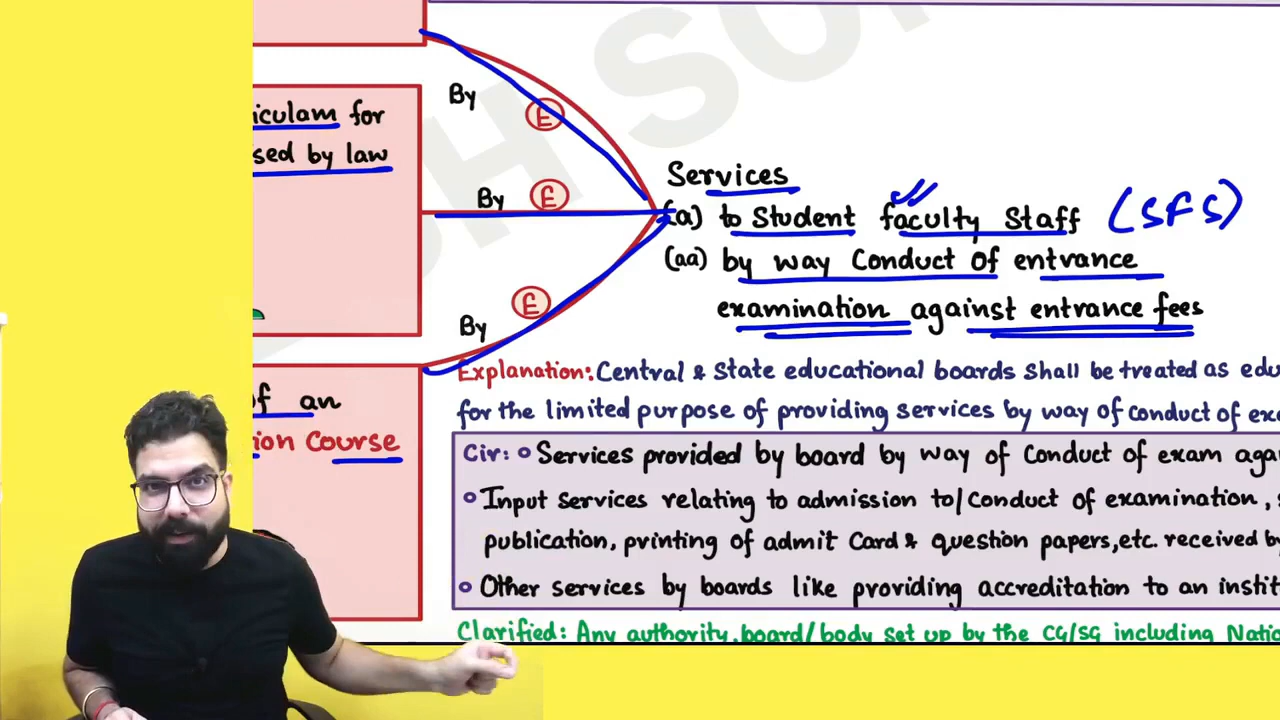 iculam for
sed by law
f an
ion Course
By E
By E
By E
Services
(a) to Student faculty Staff (SFS)
(aa) by way Conduct of entrance
examination against entrance fees
Explanation: Central & State educational boards shall be treated as edu
for the limited purpose of providing services by way of conduct of exa
Cir: Services provided by board by way of Conduct of exam aga
Input services relating to admission to/Conduct of examination,
publication, printing of admit Card & question papers, etc. received b
Other services by boards like providing accreditation to an instit
Clarified: Any authority, board/body set up by the CG/SG including Natio